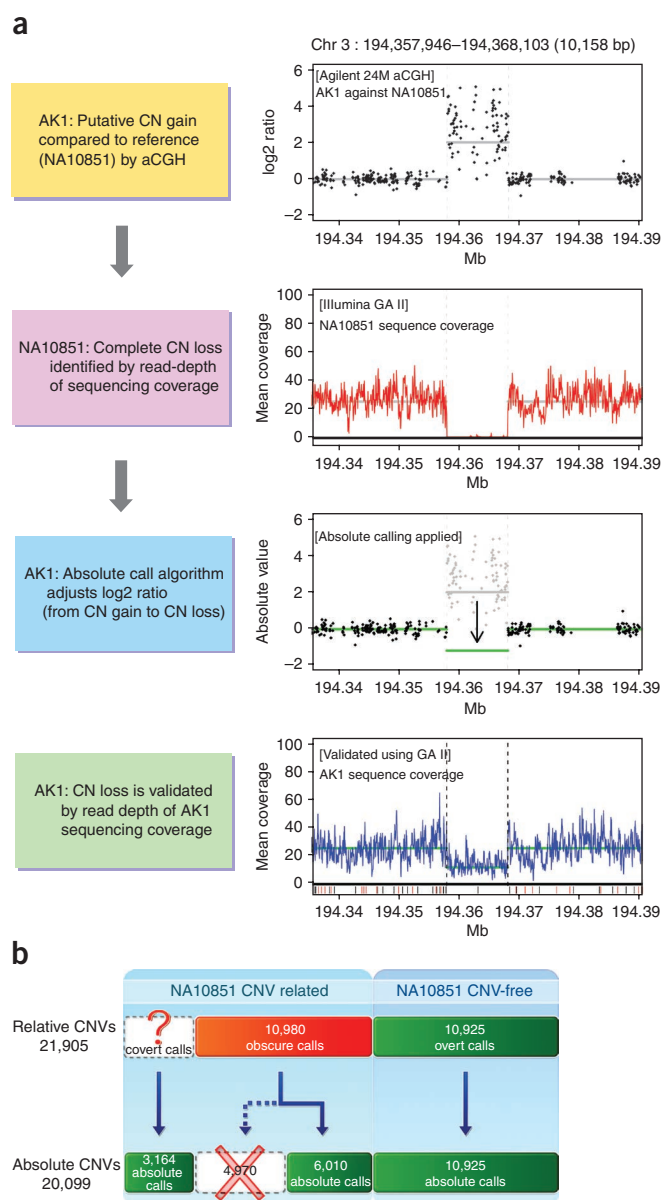 a
Chr 3 : 194,357,946–194,368,103 (10,158 bp)
AK1: Putative CN gain
compared to reference
(NA10851) by aCGH
[Agilent 24M aCGH]
AK1 against NA10851
log2 ratio
6
4
2
0
−2
194.34 194.35 194.36 194.37 194.38 194.39
Mb
NA10851: Complete CN loss
identified by read-depth
of sequencing coverage
[Illumina GA II]
NA10851 sequence coverage
Mean coverage
100
80
60
40
20
0
194.34 194.35 194.36 194.37 194.38 194.39
Mb
AK1: Absolute call algorithm
adjusts log2 ratio
(from CN gain to CN loss)
[Absolute calling applied]
Absolute value
6
4
2
0
−2
194.34 194.35 194.36 194.37 194.38 194.39
Mb
AK1: CN loss is validated
by read depth of AK1
sequencing coverage
[Validated using GA II]
AK1 sequence coverage
Mean coverage
100
80
60
40
20
0
194.34 194.35 194.36 194.37 194.38 194.39
Mb
b
NA10851 CNV related
NA10851 CNV-free
Relative CNVs
21,905
?
covert calls
10,980
obscure calls
10,925
overt calls
Absolute CNVs
20,099
3,164
absolute
calls
4,970
6,010
absolute calls
10,925
absolute calls